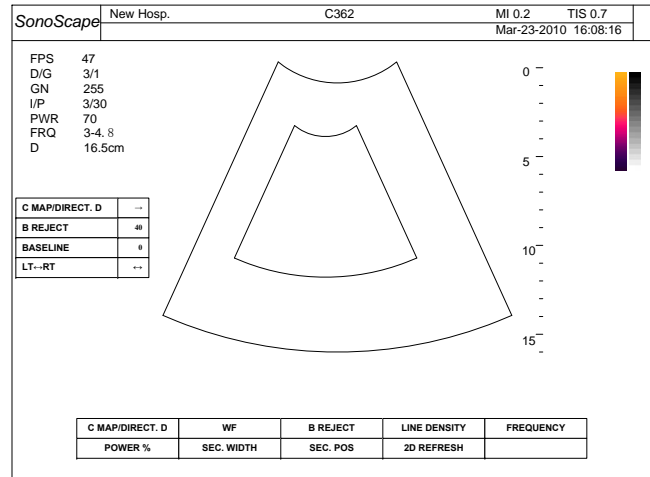 SonoScape New Hosp. C362 MI 0.2 TIS 0.7
Mar-23-2010 16:08:16
FPS 47
D/G 3/1
GN 255
I/P 3/30
PWR 70
FRQ 3-4.8
D 16.5cm
0
5
10
15
C MAP/DIRECT. D →
B REJECT 40
BASELINE 0
LT↔RT ↔
C MAP/DIRECT. D WF B REJECT LINE DENSITY FREQUENCY
POWER % SEC. WIDTH SEC. POS 2D REFRESH